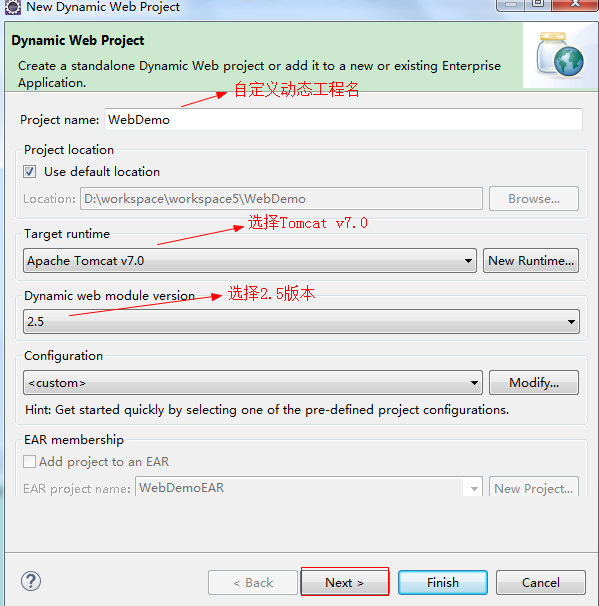 New Dynamic Web Project
Dynamic Web Project
Create a standalone Dynamic Web project or add it to a new or existing Enterprise
Application.
自定义动态工程名
Project name: WebDemo
Project location
Use default location
Location: D:\workspace\workspace5\WebDemo Browse...
选择Tomcat v7.0
Target runtime
Apache Tomcat v7.0 New Runtime...
Dynamic web module version 选择2.5版本
2.5
Configuration
<custom> Modify...
Hint: Get started quickly by selecting one of the pre-defined project configurations.
EAR membership
Add project to an EAR
EAR project name: WebDemoEAR New Project...
? < Back Next > Finish Cancel